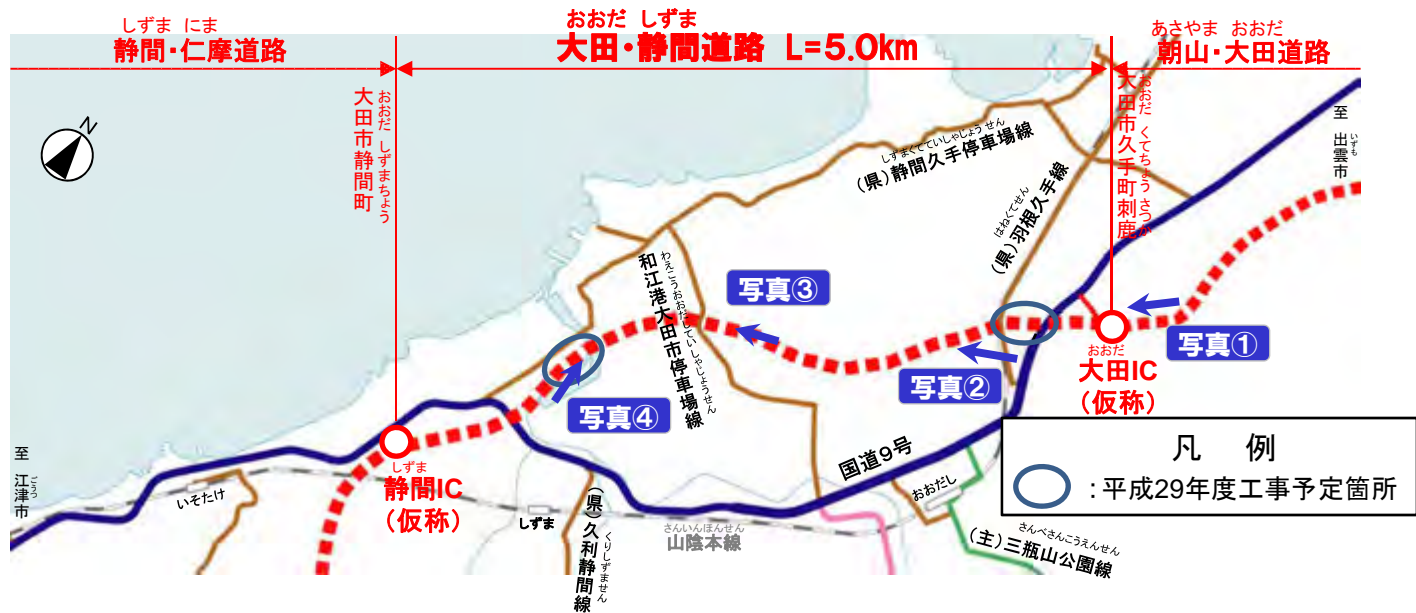 しずま にま
静間・仁摩道路
おおだ しずま
大田・静間道路 L=5.0km
あさやま おおだ
朝山・大田道路
N
おおだ しずまちょう
大田市静間町
おおだ くてちょう さつか
大田市久手町刺鹿
至 出雲市
いずも
しずまくてていしゃじょうせん
(県)静間久手停車場線
はねくてせん
(県)羽根久手線
わえこうおおだしていしゃじょうせん
和江港大田市停車場線
写真③
写真①
写真②
写真④
おおだ
大田IC
(仮称)
国道9号
凡 例
:平成29年度工事予定箇所
至 江津市
ごうつ
いそたけ
しずま
静間IC
(仮称)
しずま
くりしずません
(県)久利静間線
さんいんほんせん
山陰本線
おおだし
さんべさんこうえんせん
(主)三瓶山公園線